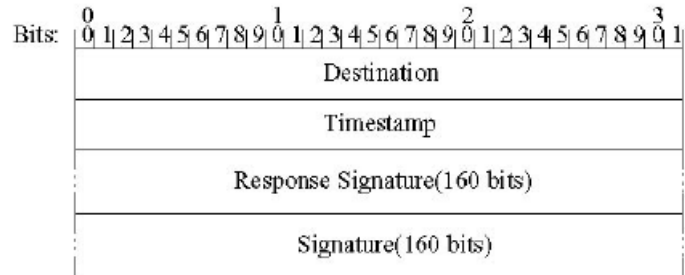 0 1 2 3
Bits: 0 1 2 3 4 5 6 7 8 9 0 1 2 3 4 5 6 7 8 9 0 1 2 3 4 5 6 7 8 9 0 1
Destination
Timestamp
Response Signature(160 bits)
Signature(160 bits)